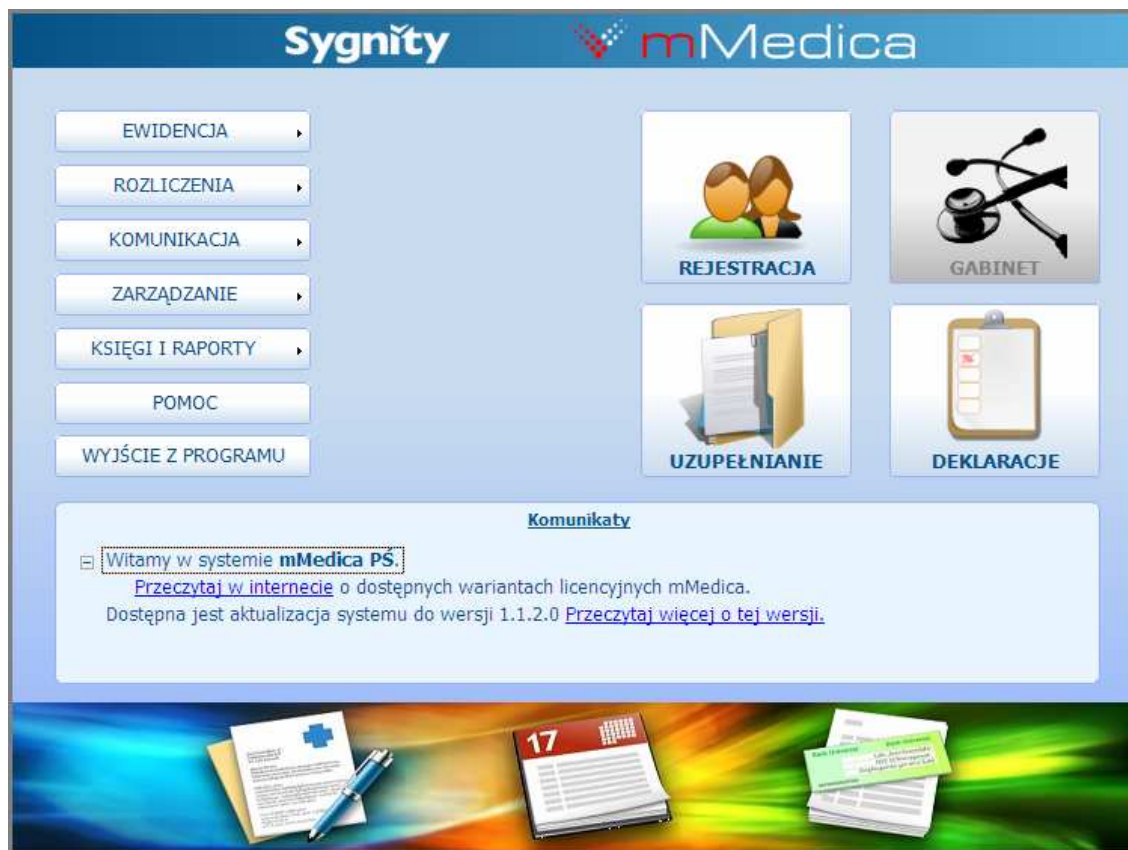 Sygnity mMedica
EWIDENCJA
ROZLICZENIA
KOMUNIKACJA
ZARZĄDZANIE
KSIĘGI I RAPORTY
POMOC
WYJŚCIE Z PROGRAMU
REJESTRACJA
GABINET
UZUPEŁNIANIE
DEKLARACJE
Komunikaty
Witamy w systemie mMedica PŚ.
Przeczytaj w internecie o dostępnych wariantach licencyjnych mMedica.
Dostępna jest aktualizacja systemu do wersji 1.1.2.0 Przeczytaj więcej o tej wersji.
17